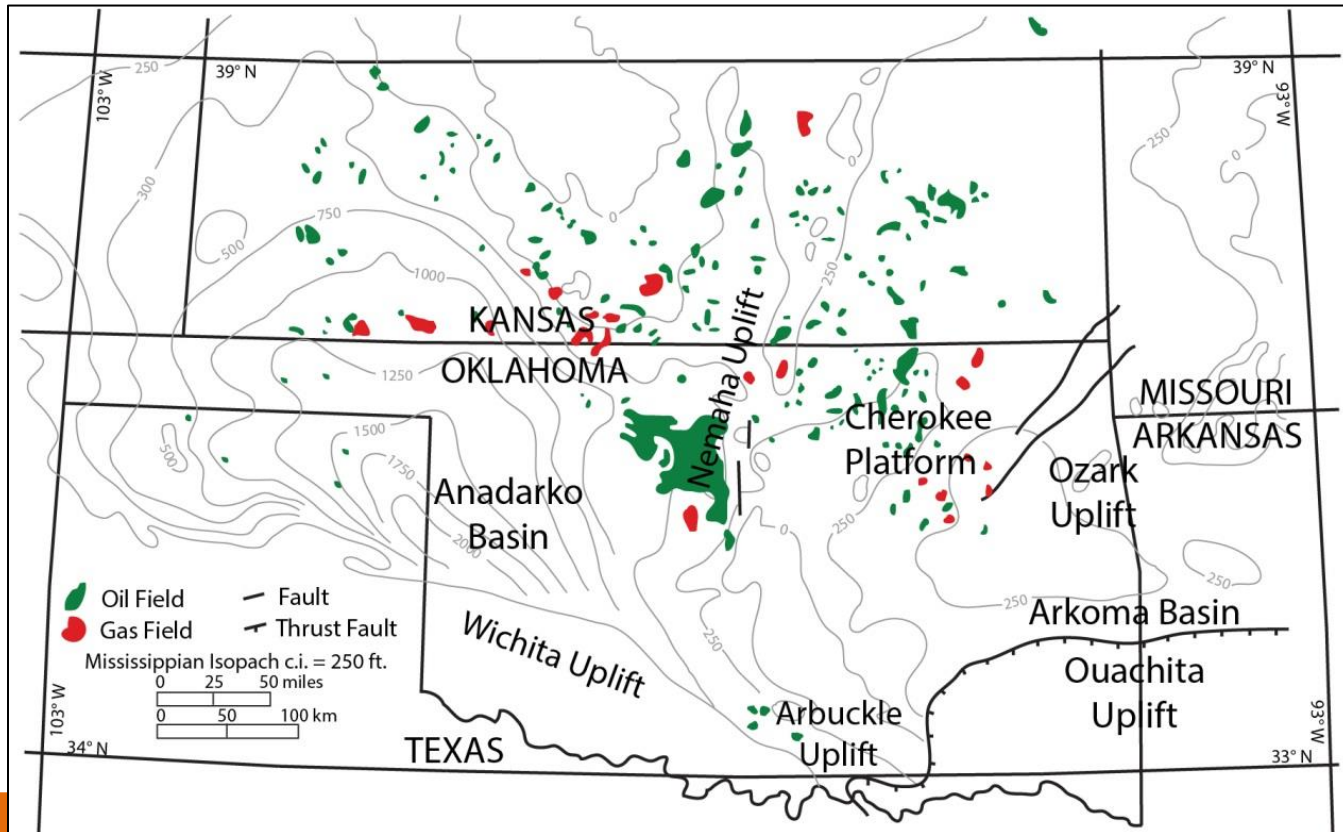 250
103° W
39° N
39° N
93° W
250
0
0
300
750
500
0
250
1000
KANSAS
OKLAHOMA
1250
Nemaha Uplift
MISSOURI
ARKANSAS
Cherokee
Platform
1500
500
1750
Anadarko
Basin
Ozark
Uplift
0
250
2000
250
250
Oil Field
Fault
Gas Field
Thrust Fault
Arkoma Basin
Wichita Uplift
250
Mississippian Isopach c.i. = 250 ft.
0 25 50 miles
0 50 100 km
Ouachita
Uplift
Arbuckle
Uplift
103° W
34° N
TEXAS
33° N
93° W